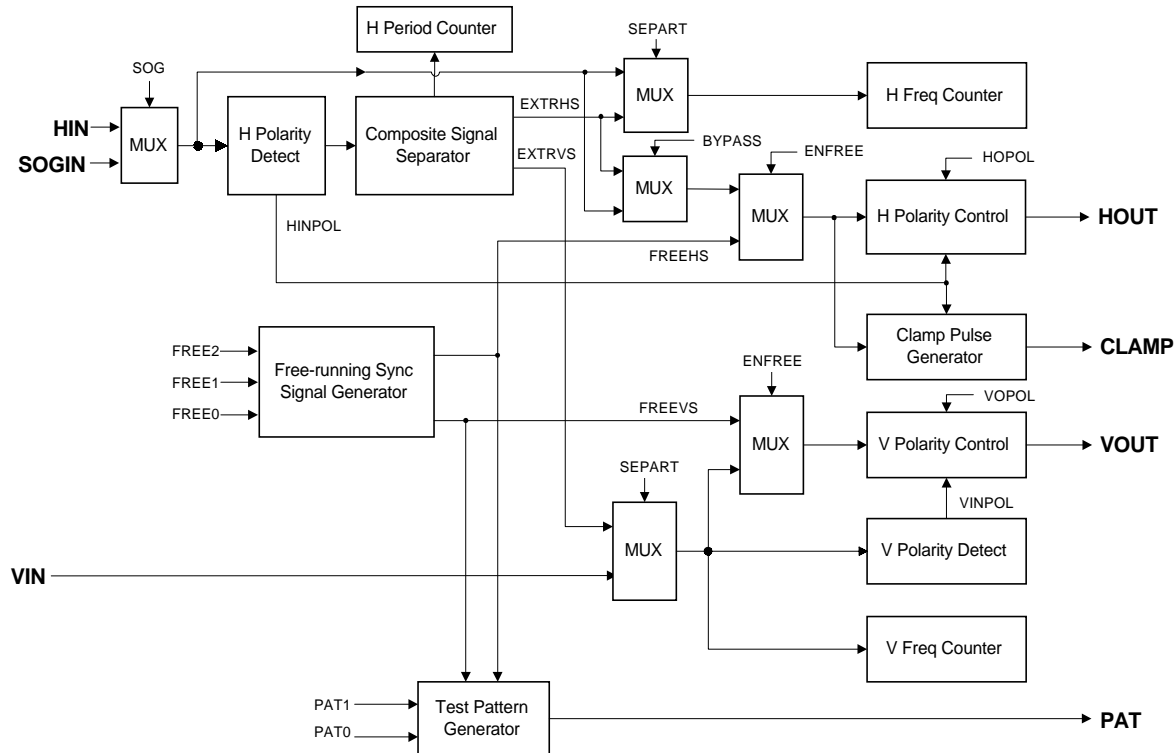 H Period Counter
SEPART
SOG
HIN
SOGIN
MUX
H Polarity
Detect
Composite Signal
Separator
EXTRHS
EXTRVS
MUX
H Freq Counter
BYPASS
MUX
ENFREE
MUX
HOPOL
H Polarity Control
HOUT
HINPOL
FREEHS
FREE2
FREE1
FREE0
Free-running Sync
Signal Generator
Clamp Pulse
Generator
CLAMP
ENFREE
FREEVS
MUX
VOPOL
V Polarity Control
VOUT
SEPART
MUX
VINPOL
V Polarity Detect
VIN
V Freq Counter
PAT1
PAT0
Test Pattern
Generator
PAT